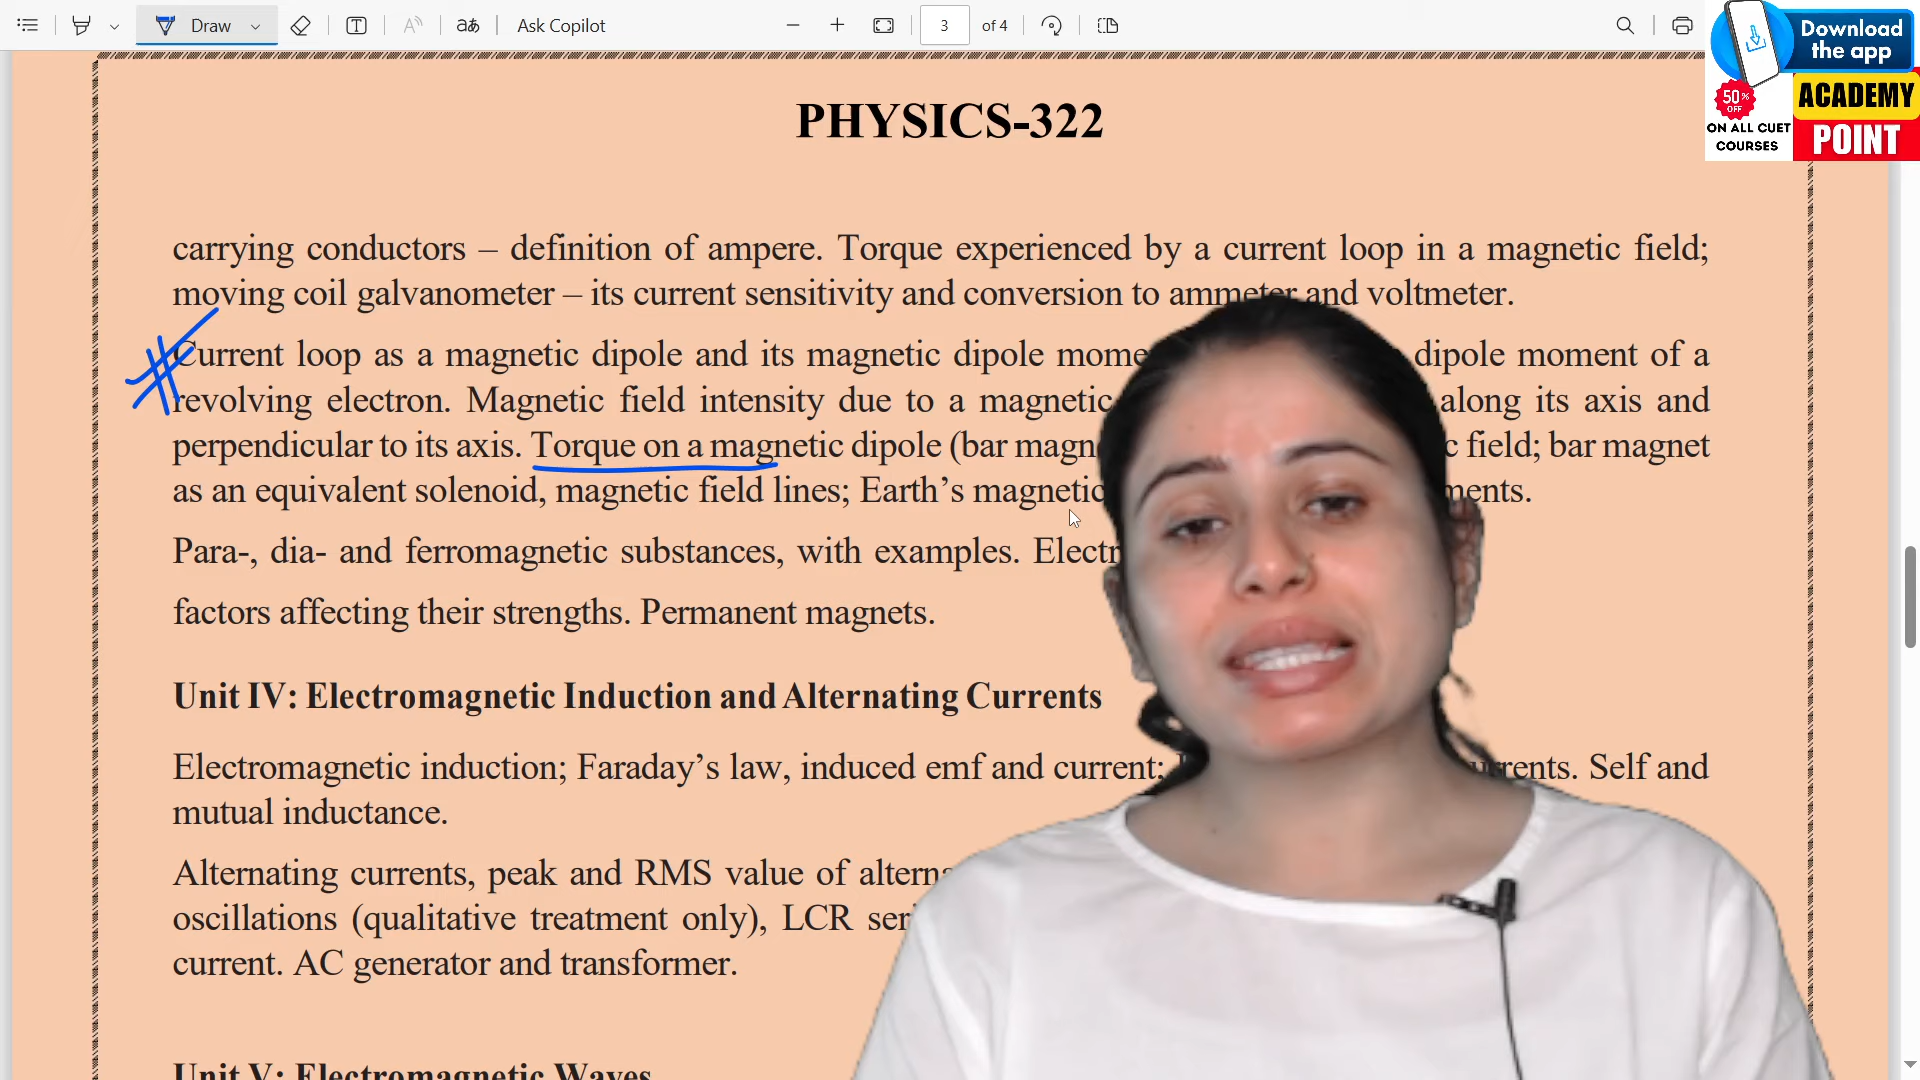 Draw
Ask Copilot
3 of 4
Download
the app
50% OFF
ON ALL CUET
COURSES
ACADEMY
POINT
PHYSICS-322
carrying conductors – definition of ampere. Torque experienced by a current loop in a magnetic field;
moving coil galvanometer – its current sensitivity and conversion to ammeter and voltmeter.
Current loop as a magnetic dipole and its magnetic dipole dipole moment of a
revolving electron. Magnetic field intensity due to a magnetic along its axis and
perpendicular to its axis. Torque on a magnetic dipole (bar field; bar magnet
as an equivalent solenoid, magnetic field lines; Earth's magnetic
Para-, dia- and ferromagnetic substances, with examples.
factors affecting their strengths. Permanent magnets.
Unit IV: Electromagnetic Induction and Alternating Currents
Electromagnetic induction; Faraday's law, induced emf and current; currents. Self and
mutual inductance.
Alternating currents, peak and RMS value of
oscillations (qualitative treatment only), LCR
current. AC generator and transformer.
Unit V: Electromagnetic Waves